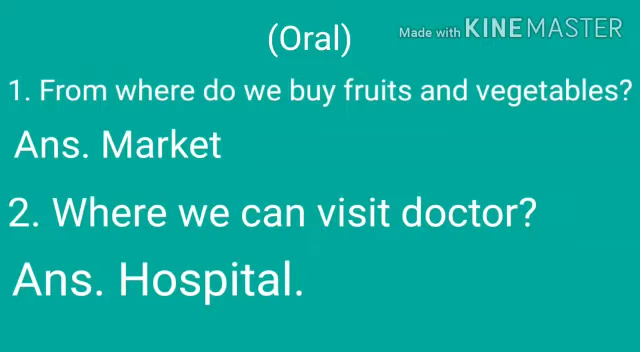 (Oral)
Made with KINEMASTER
1. From where do we buy fruits and vegetables?
Ans. Market
2. Where we can visit doctor?
Ans. Hospital.